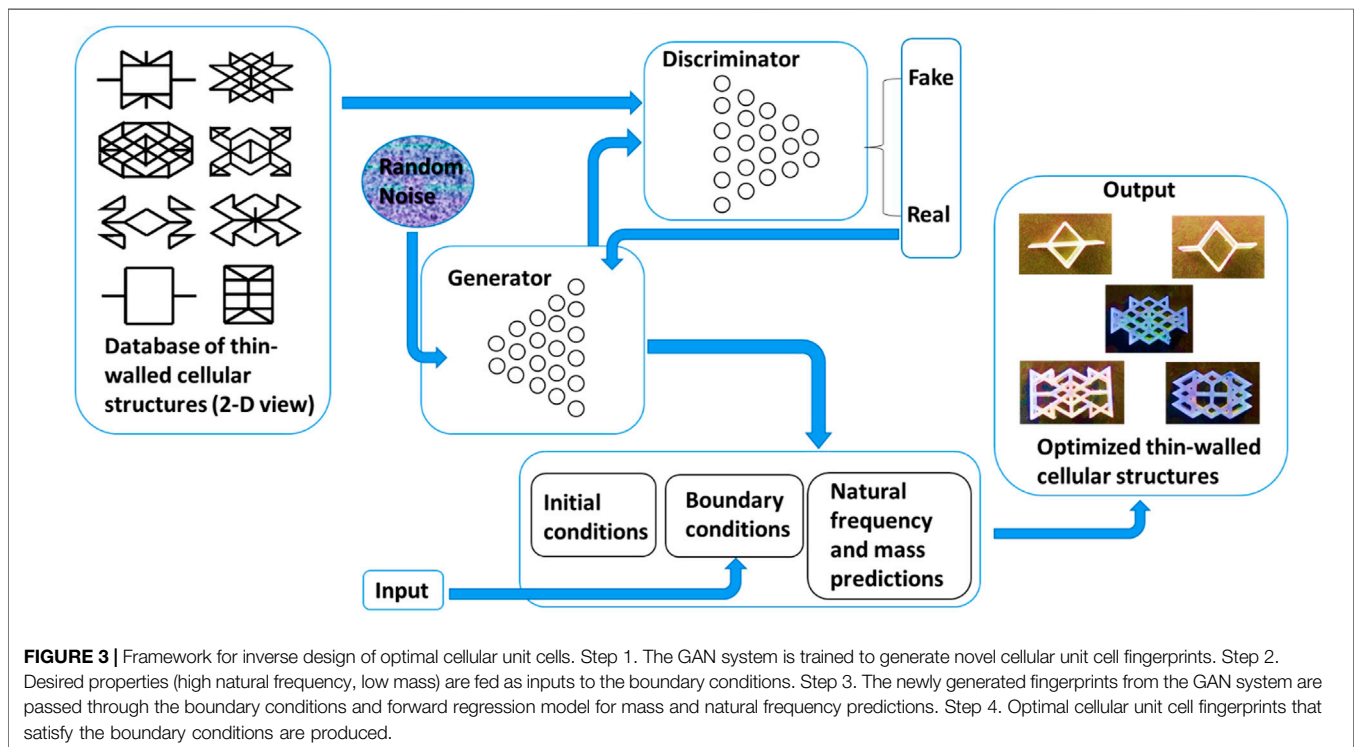 Database of thin-
walled cellular
structures (2-D view)
Random
Noise
Discriminator
Fake
Real
Generator
Initial
conditions
Boundary
conditions
Natural
frequency
and mass
predictions
Input
Output
Optimized thin-walled
cellular structures
FIGURE 3 | Framework for inverse design of optimal cellular unit cells. Step 1. The GAN system is trained to generate novel cellular unit cell fingerprints. Step 2.
Desired properties (high natural frequency, low mass) are fed as inputs to the boundary conditions. Step 3. The newly generated fingerprints from the GAN system are
passed through the boundary conditions and forward regression model for mass and natural frequency predictions. Step 4. Optimal cellular unit cell fingerprints that
satisfy the boundary conditions are produced.